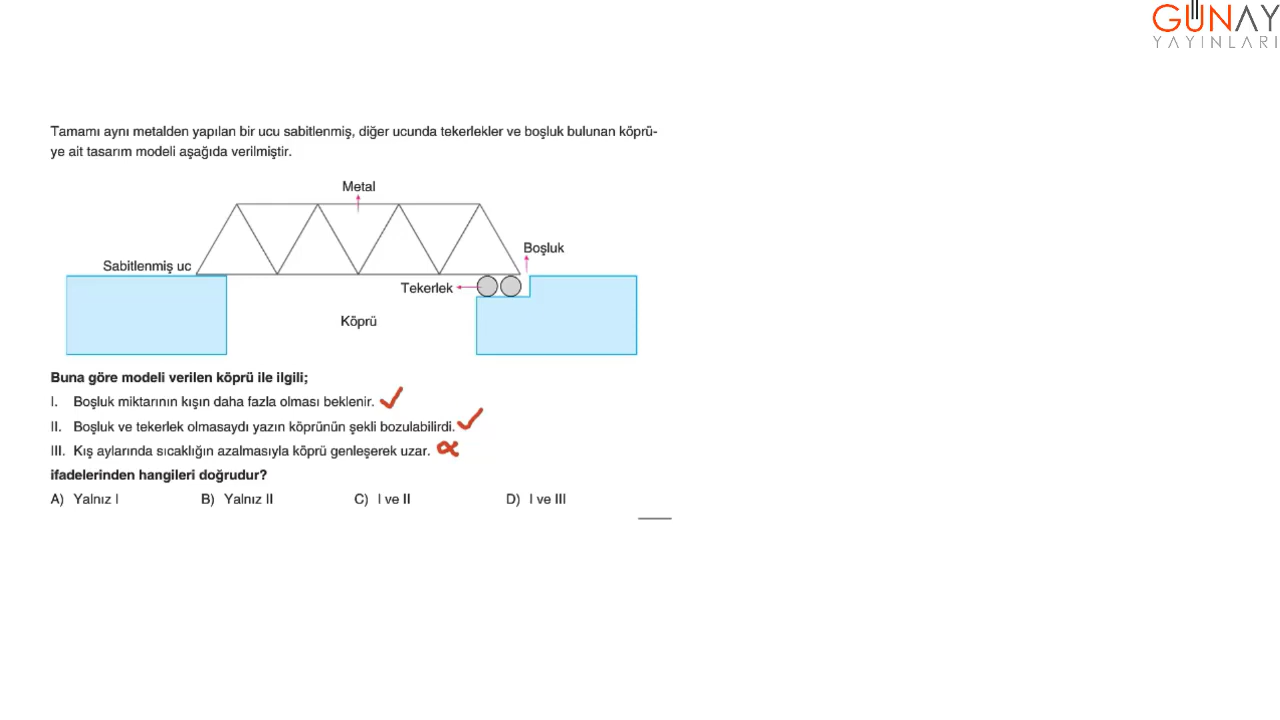 GÜNAY
YAYINLARI
Tamamı aynı metalden yapılan bir ucu sabitlenmiş, diğer ucunda tekerlekler ve boşluk bulunan köprü-
ye ait tasarım modeli aşağıda verilmiştir.
Metal
Boşluk
Sabitlenmiş uc
Tekerlek
Köprü
Buna göre modeli verilen köprü ile ilgili;
I. Boşluk miktarının kışın daha fazla olması beklenir.
II. Boşluk ve tekerlek olmasaydı yazın köprünün şekli bozulabilirdi.
III. Kış aylarında sıcaklığın azalmasıyla köprü genleşerek uzar.
ifadelerinden hangileri doğrudur?
A) Yalnız I B) Yalnız II C) I ve II D) I ve III